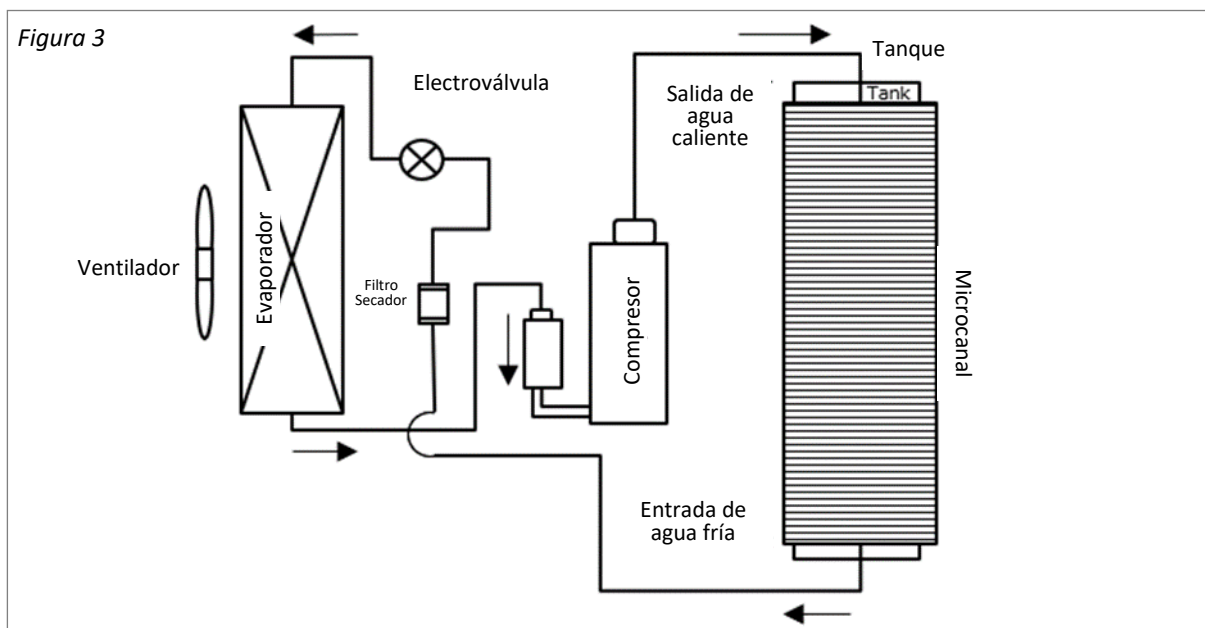 Figura 3
Electroválvula
Tanque
Tank
Salida de
agua
caliente
Ventilador
Evaporador
Filtro
Secador
Compresor
Microcanal
Entrada de
agua fría